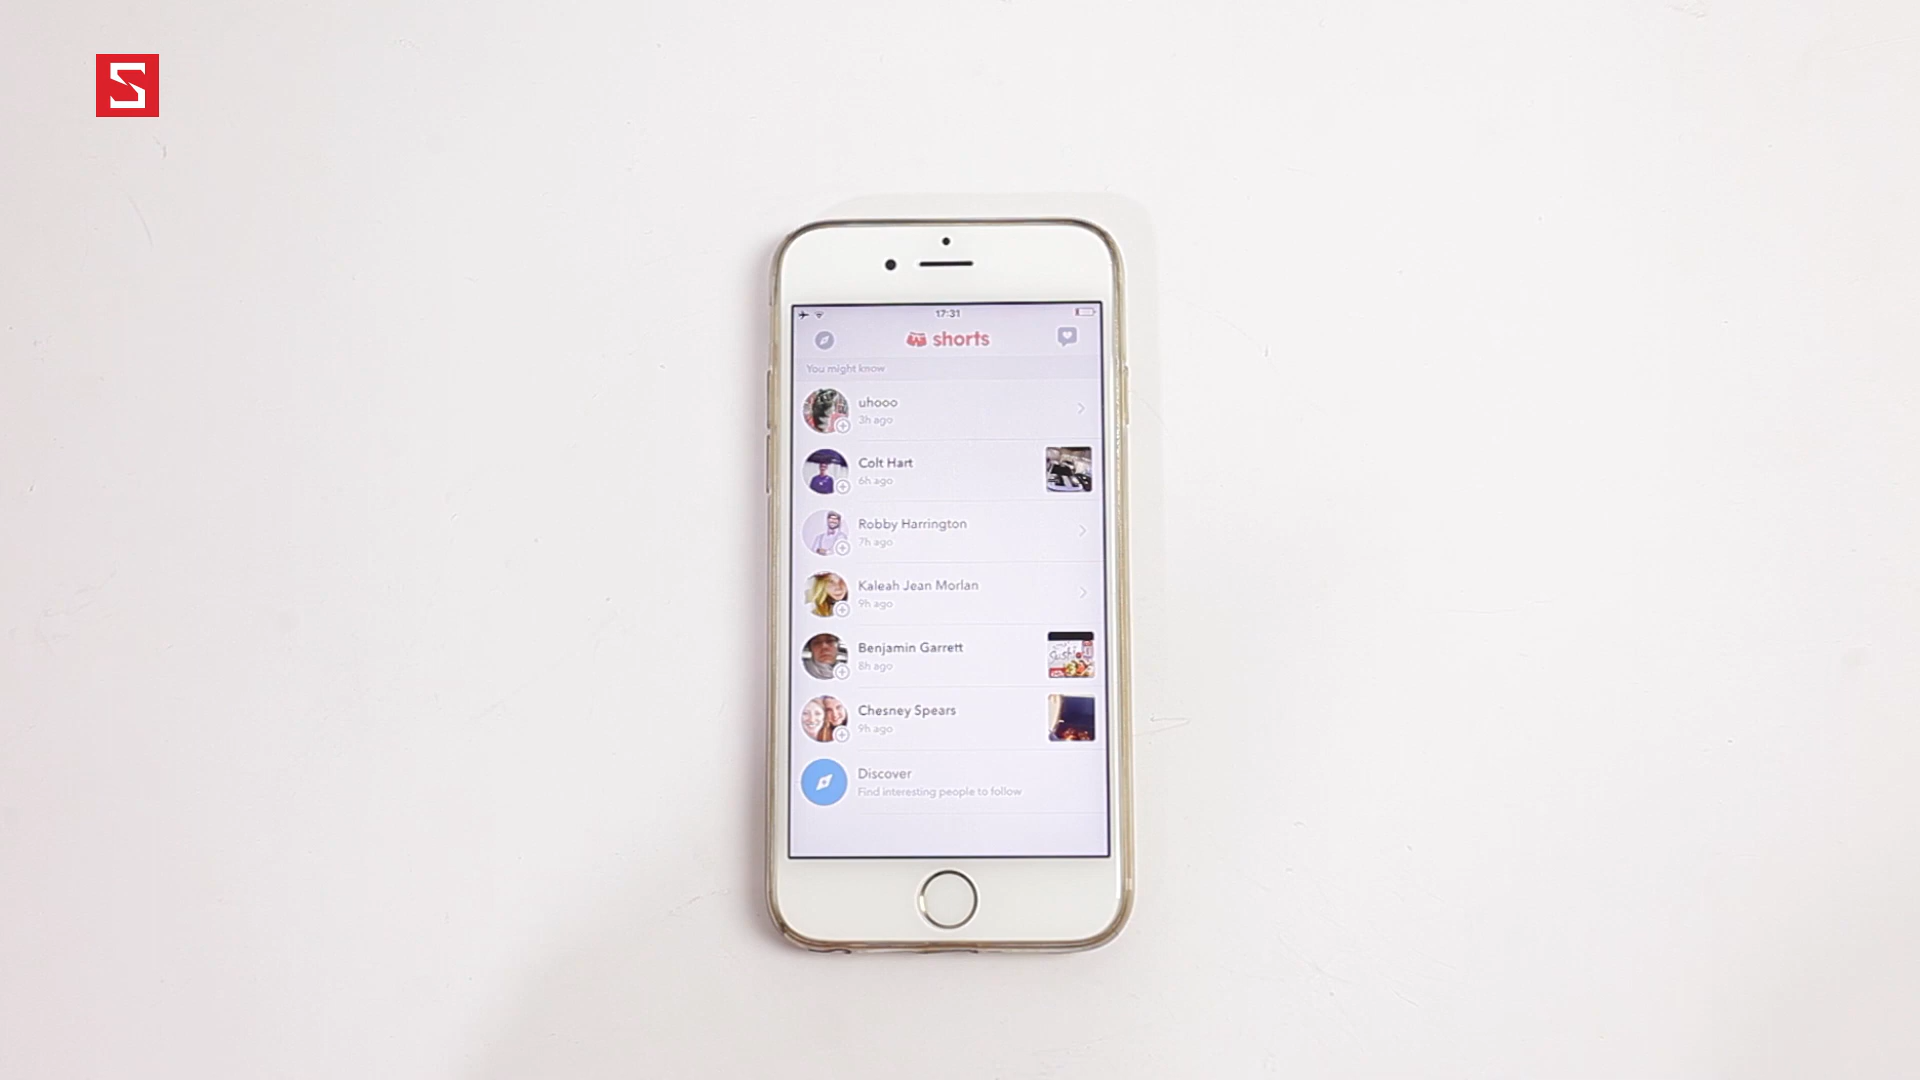 S
17:31
shorts
You might know
uhooo
3h ago
Colt Hart
6h ago
Robby Harrington
7h ago
Kaleah Jean Morlan
9h ago
Benjamin Garrett
8h ago
Chesney Spears
9h ago
Discover
Find interesting people to follow